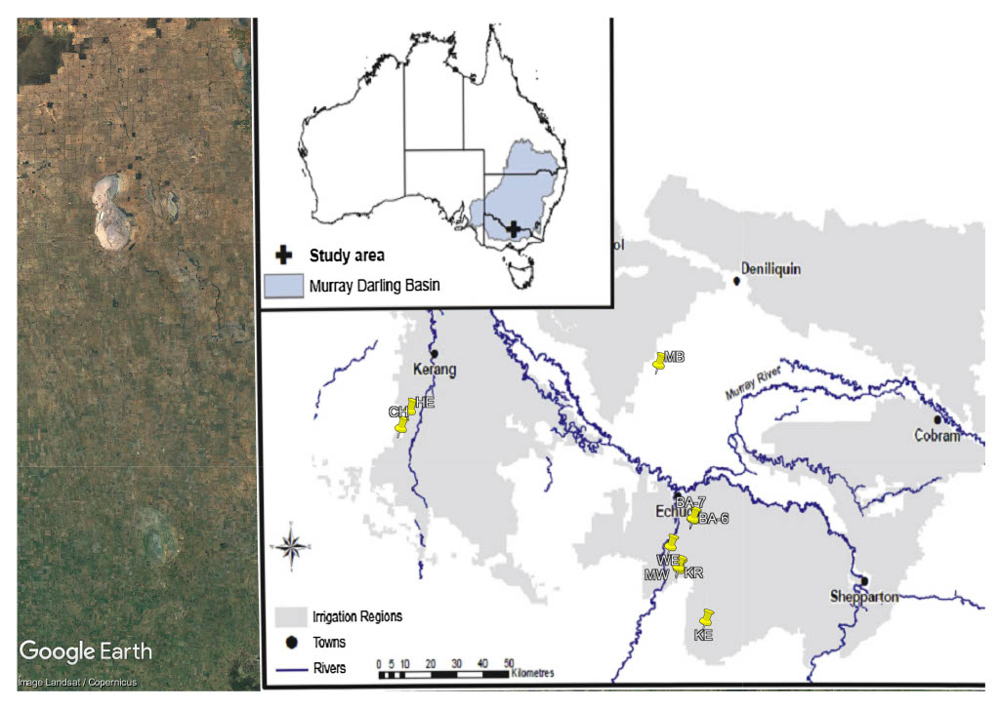 Study area
Murray Darling Basin
ol
Deniliquin
MB
Kerang
Murray River
HE
CH
Cobram
BA-7
Echuca
BA-6
WE
MW
KR
Shepparton
KE
Irrigation Regions
Towns
Rivers
0 5 10 20 30 40 50
Kilometres
Google Earth
Image Landsat / Copernicus